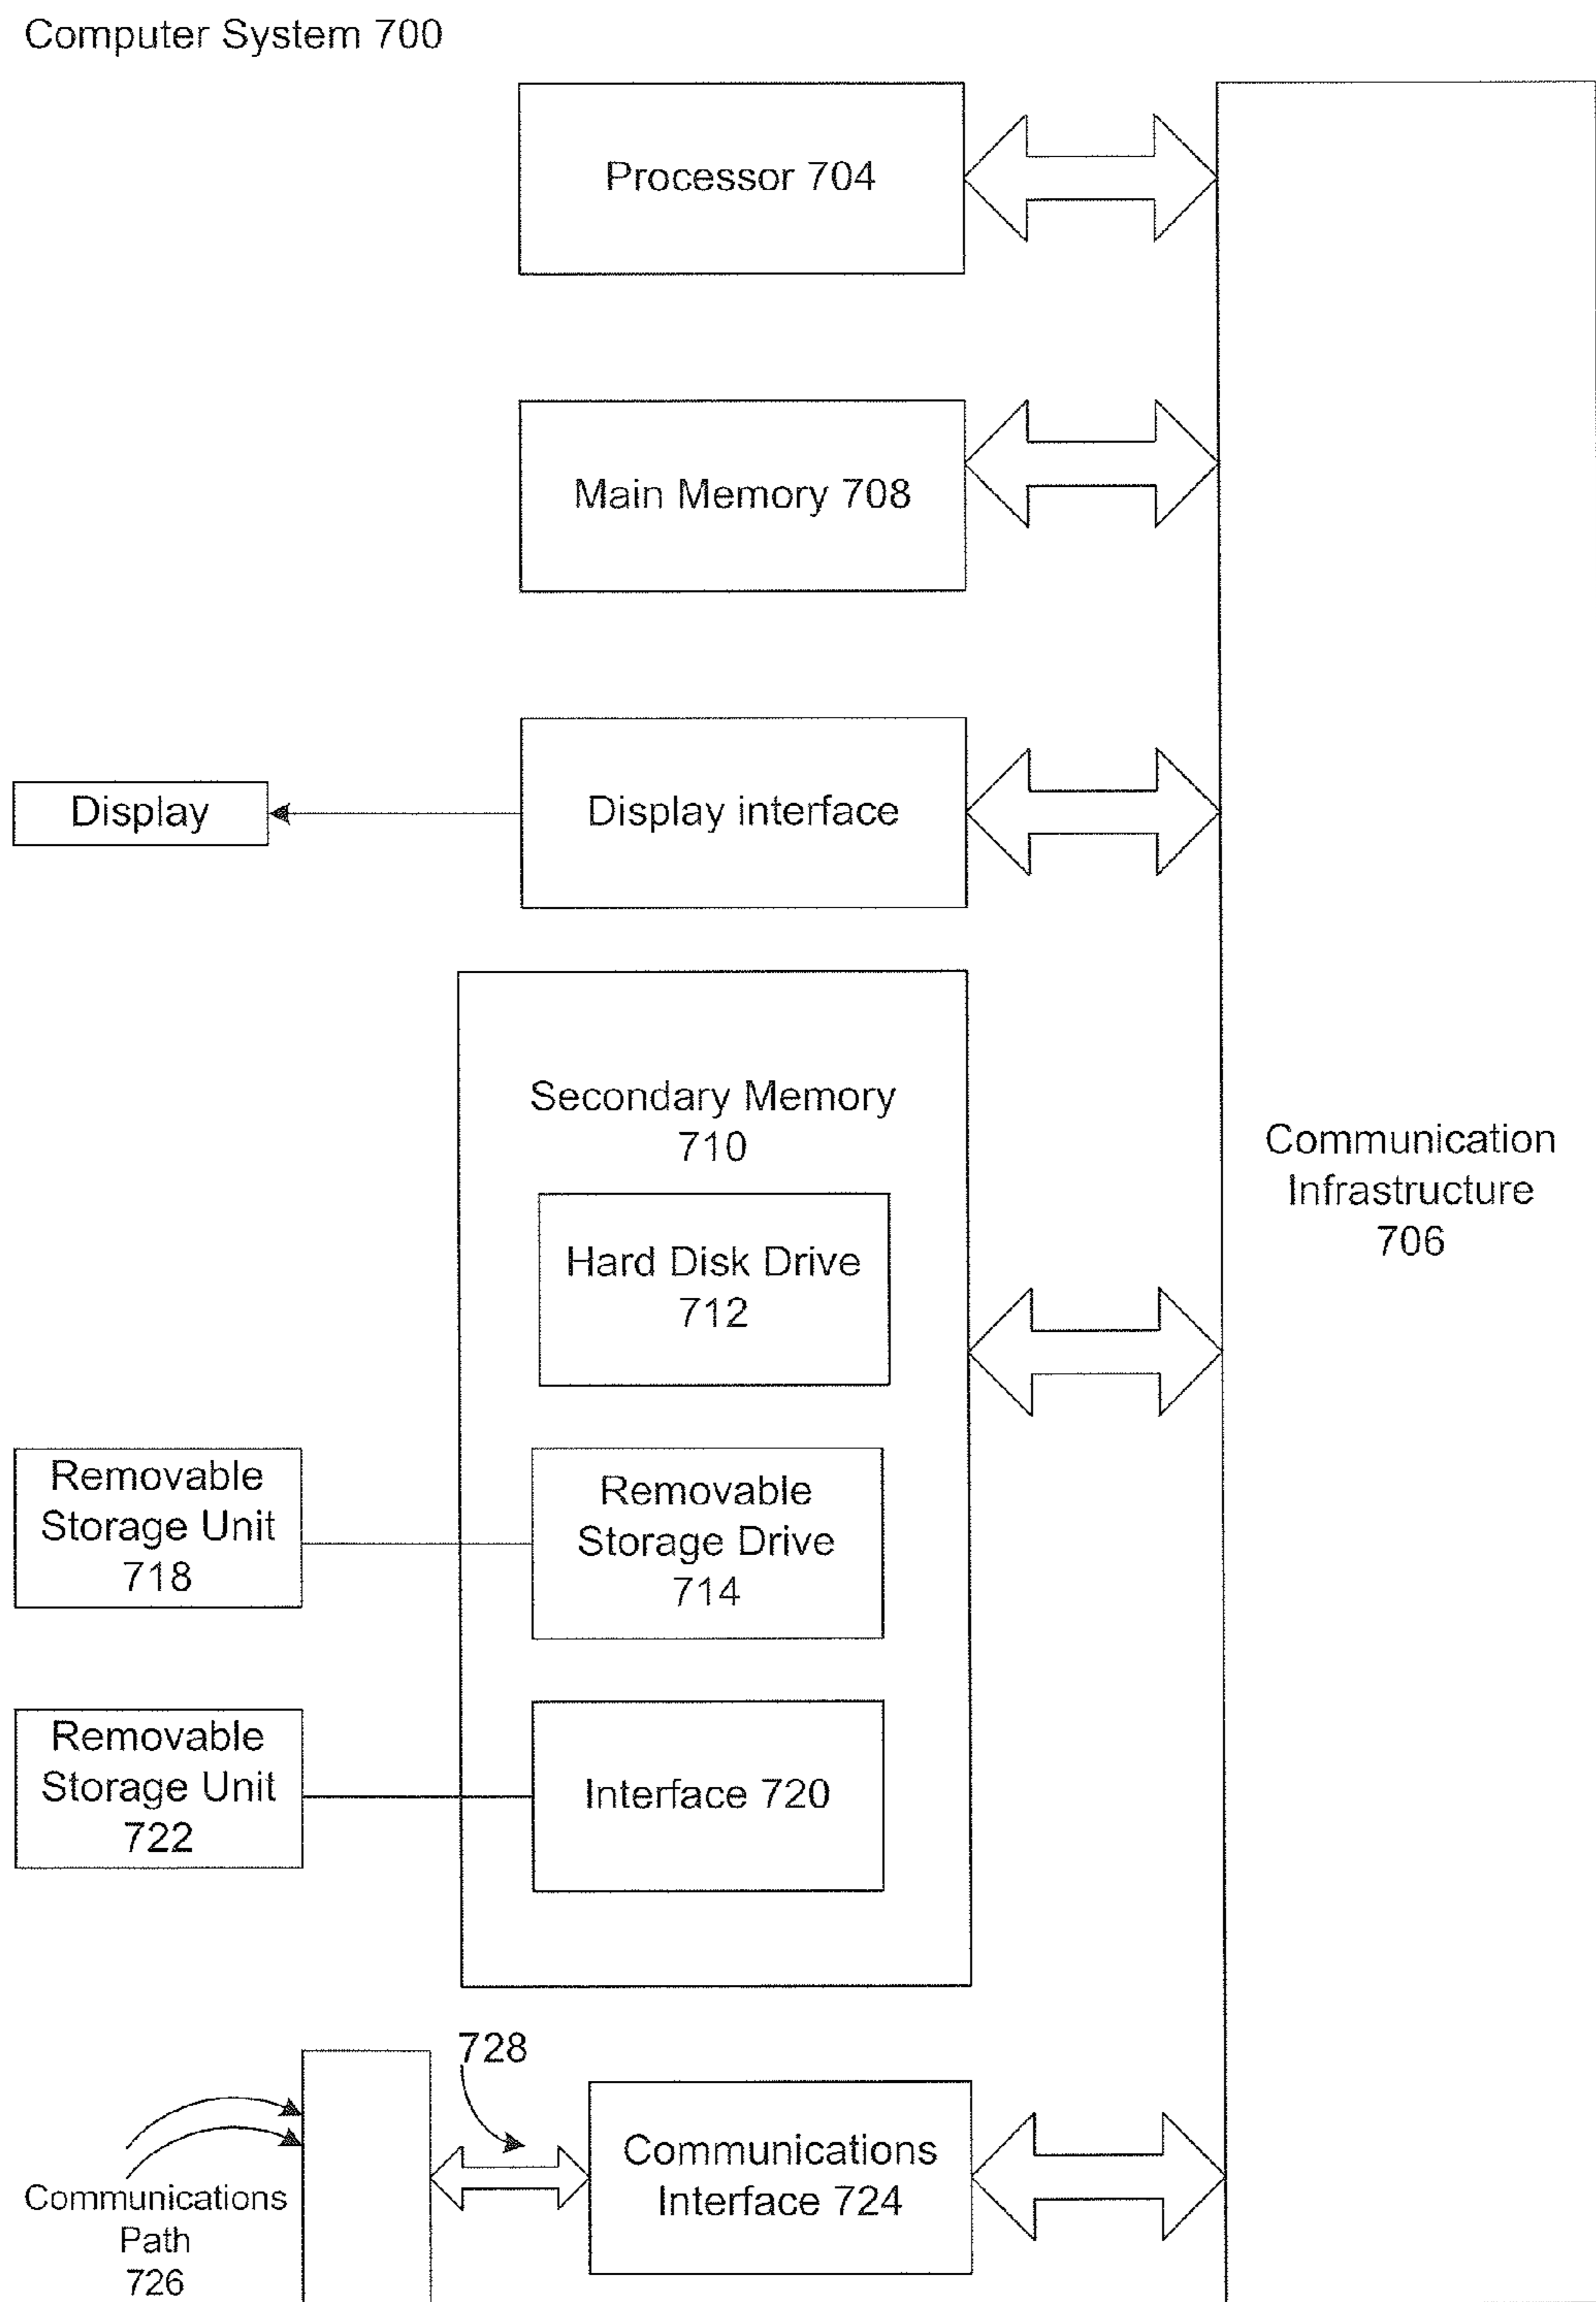 Computer System 700
Processor 704
Main Memory 708
Display
Display interface
Secondary Memory
710
Communication
Infrastructure
706
Hard Disk Drive
712
Removable
Storage Unit
718
Removable
Storage Drive
714
Removable
Storage Unit
722
Interface 720
728
Communications
Interface 724
Communications
Path
726